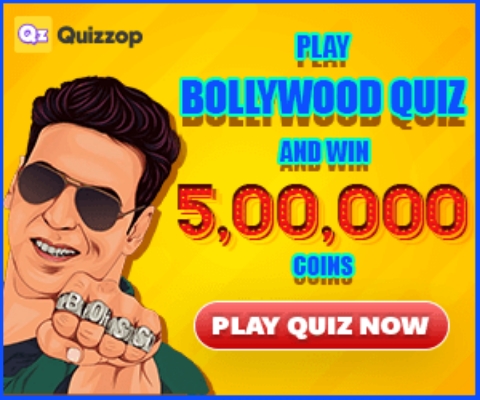 Qz Quizzop
PLAY
BOLLYWOOD QUIZ
AND WIN
5,00,000
COINS
BOSS
PLAY QUIZ NOW